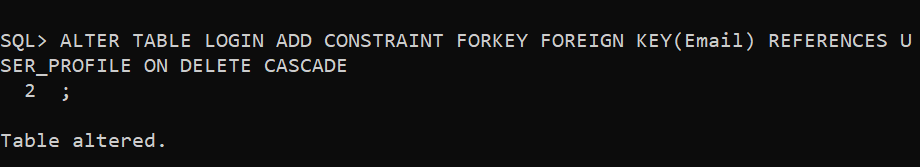 SQL> ALTER TABLE LOGIN ADD CONSTRAINT FORKEY FOREIGN KEY(Email) REFERENCES U
SER_PROFILE ON DELETE CASCADE
  2  ;
Table altered.